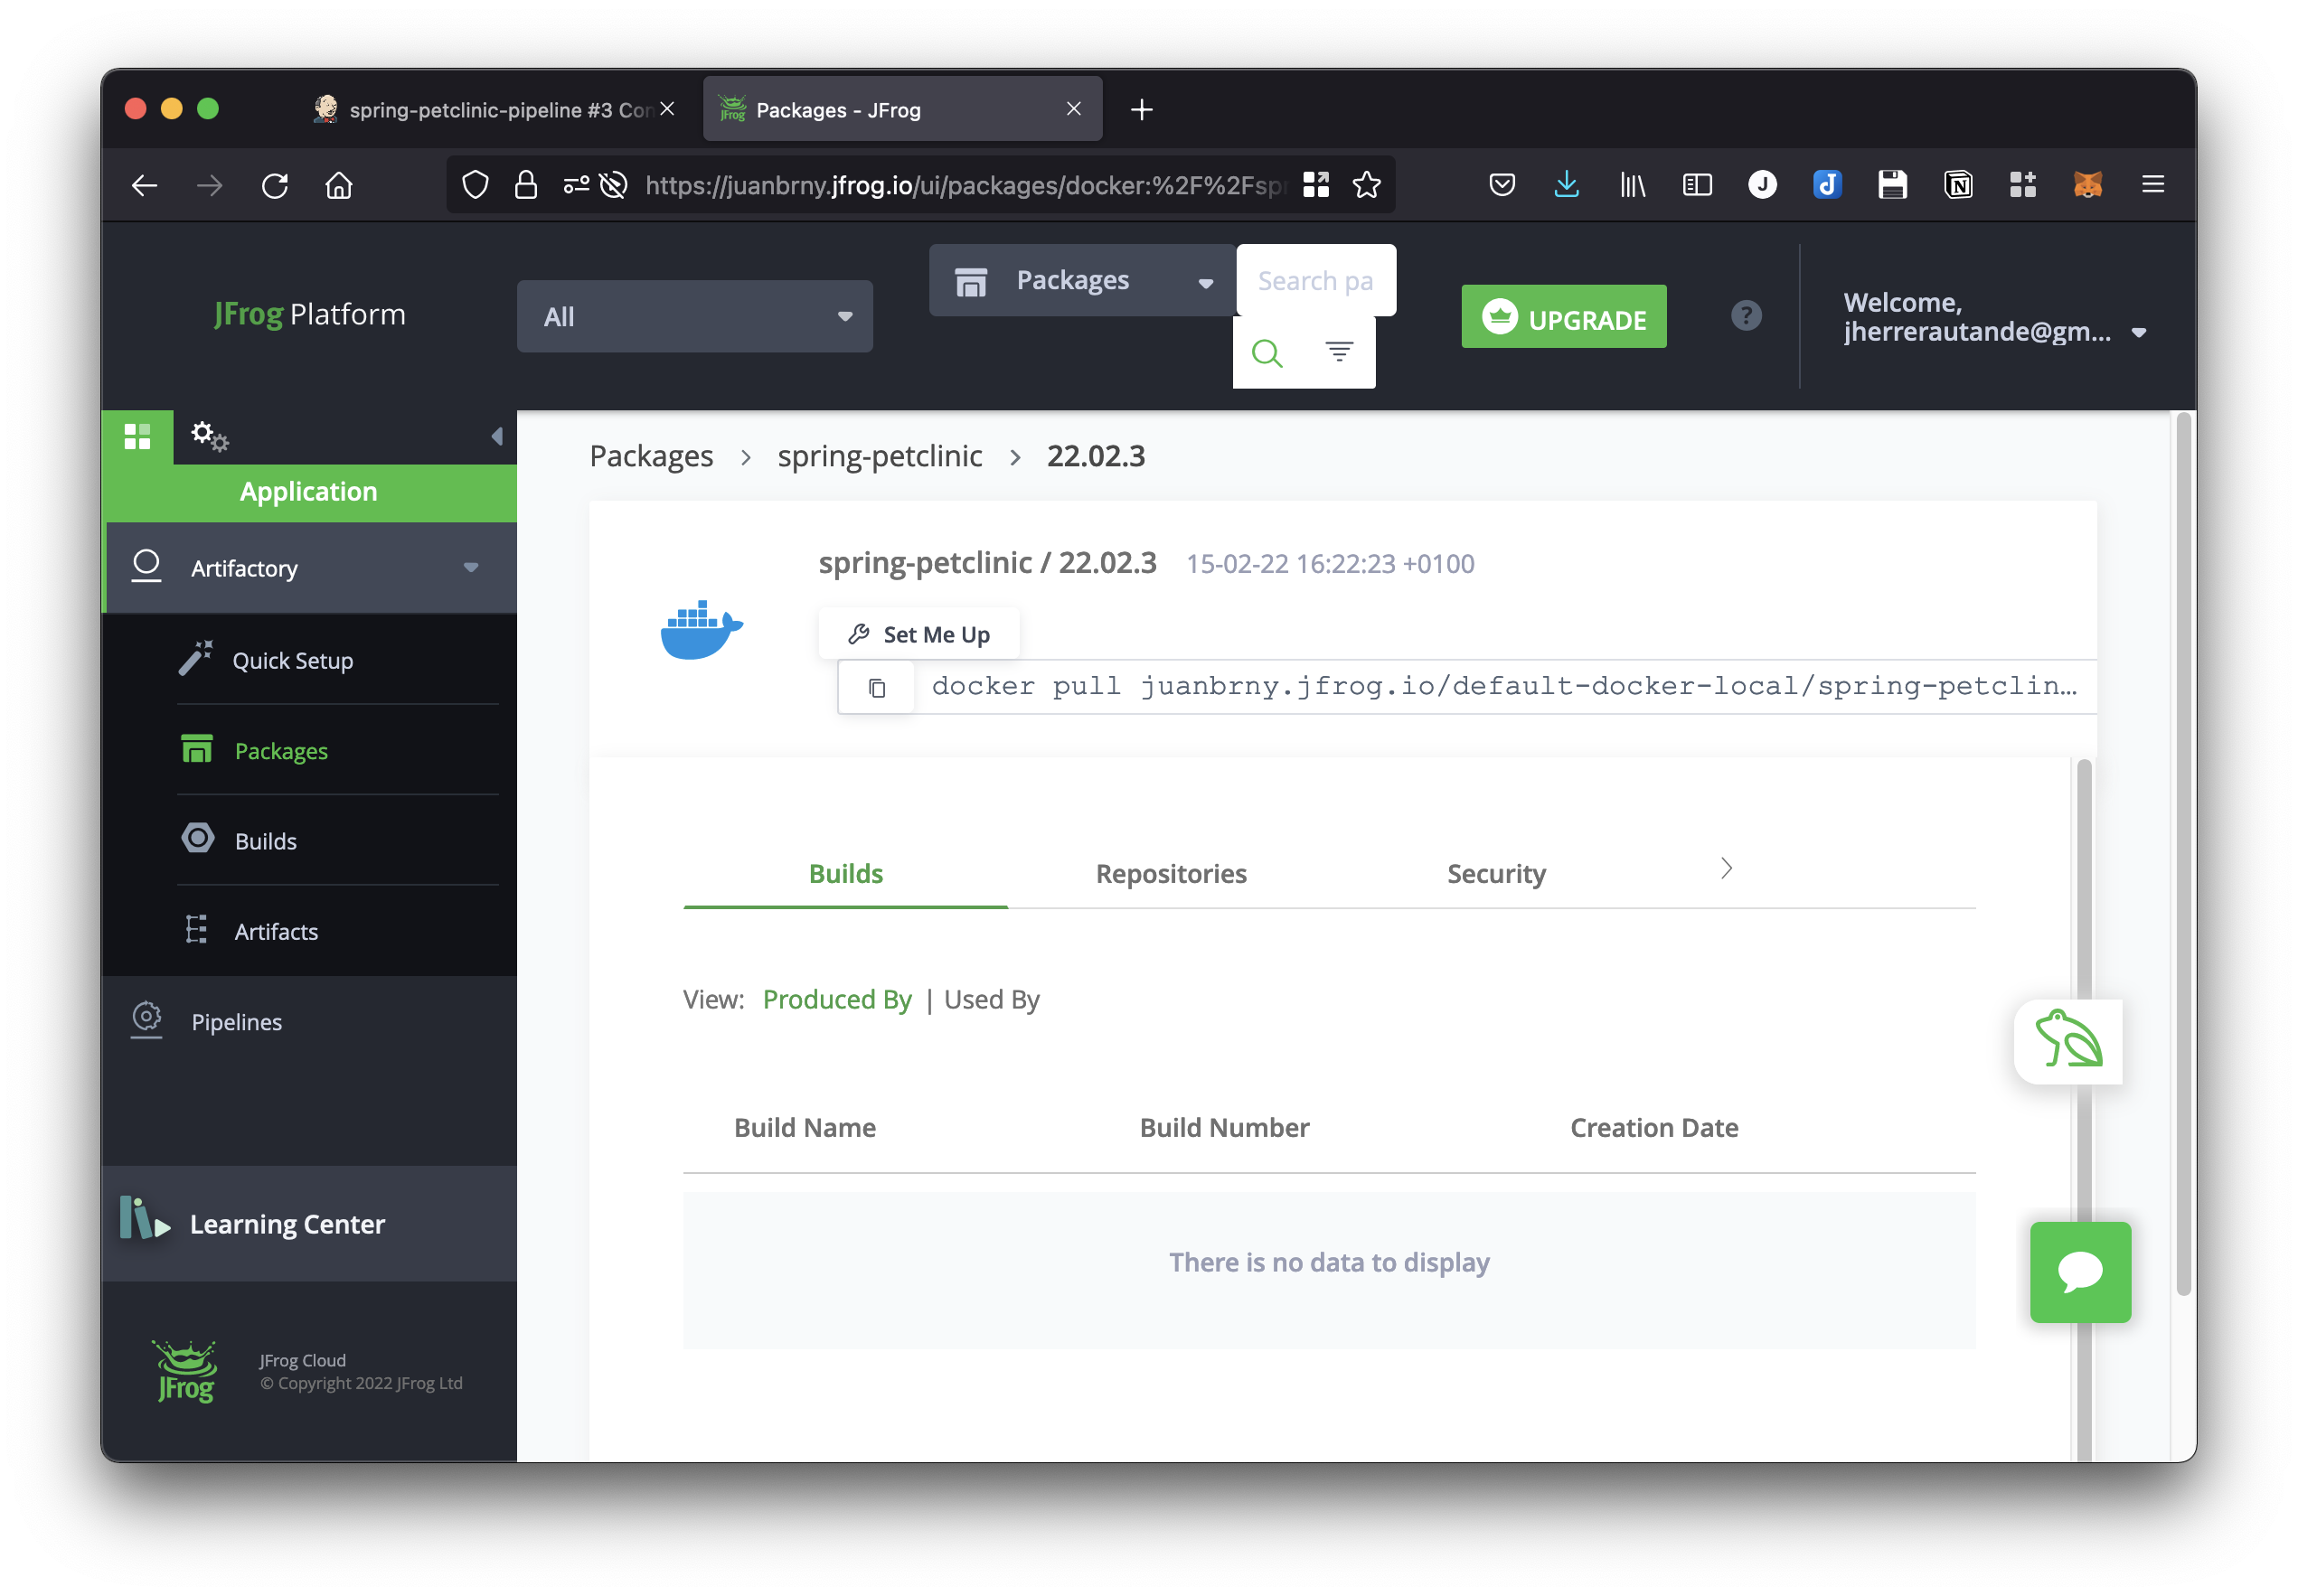 spring-petclinic-pipeline #3 Con
Packages - JFrog
https://juanbrny.jfrog.io/ui/packages/docker:%2F%2Fspr
JFrog Platform
All
Packages
Search pa
UPGRADE
?
Welcome,
jherrerautande@gm...
Application
Artifactory
Quick Setup
Packages
Builds
Artifacts
Pipelines
Learning Center
JFrog
JFrog Cloud
© Copyright 2022 JFrog Ltd
Packages > spring-petclinic > 22.02.3
spring-petclinic / 22.02.3 15-02-22 16:22:23 +0100
Set Me Up
docker pull juanbrny.jfrog.io/default-docker-local/spring-petclin...
Builds Repositories Security
View: Produced By | Used By
Build Name Build Number Creation Date
There is no data to display